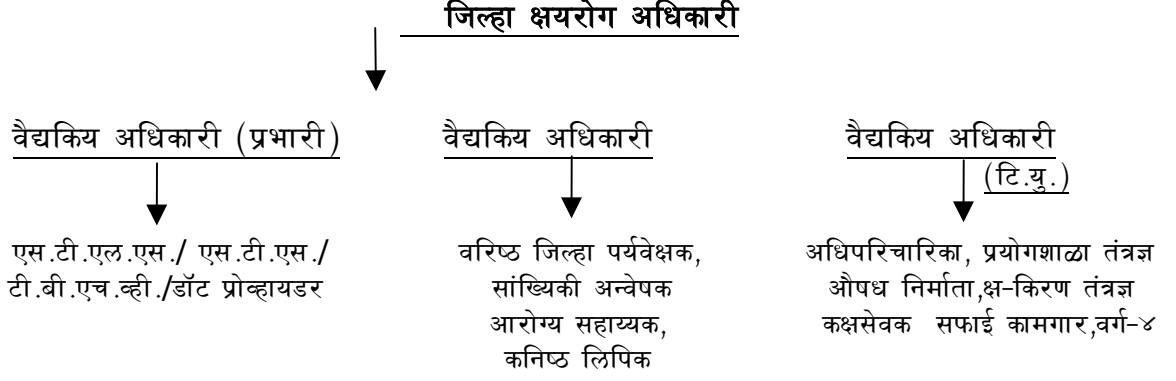 जिल्हा क्षयरोग अधिकारी
वैद्यकिय अधिकारी (प्रभारी)
वैद्यकिय अधिकारी
वैद्यकिय अधिकारी
(टि.यु.)
एस.टी.एल.एस./ एस.टी.एस./
टी.बी.एच.व्ही./डॉट प्रोव्हायडर
वरिष्ठ जिल्हा पर्यवेक्षक,
सांख्यिकी अन्वेषक
आरोग्य सहाय्यक,
कनिष्ठ लिपिक
अधिपरिचारिका, प्रयोगशाळा तंत्रज्ञ
औषध निर्माता,क्ष-किरण तंत्रज्ञ
कक्षसेवक सफाई कामगार,वर्ग-४